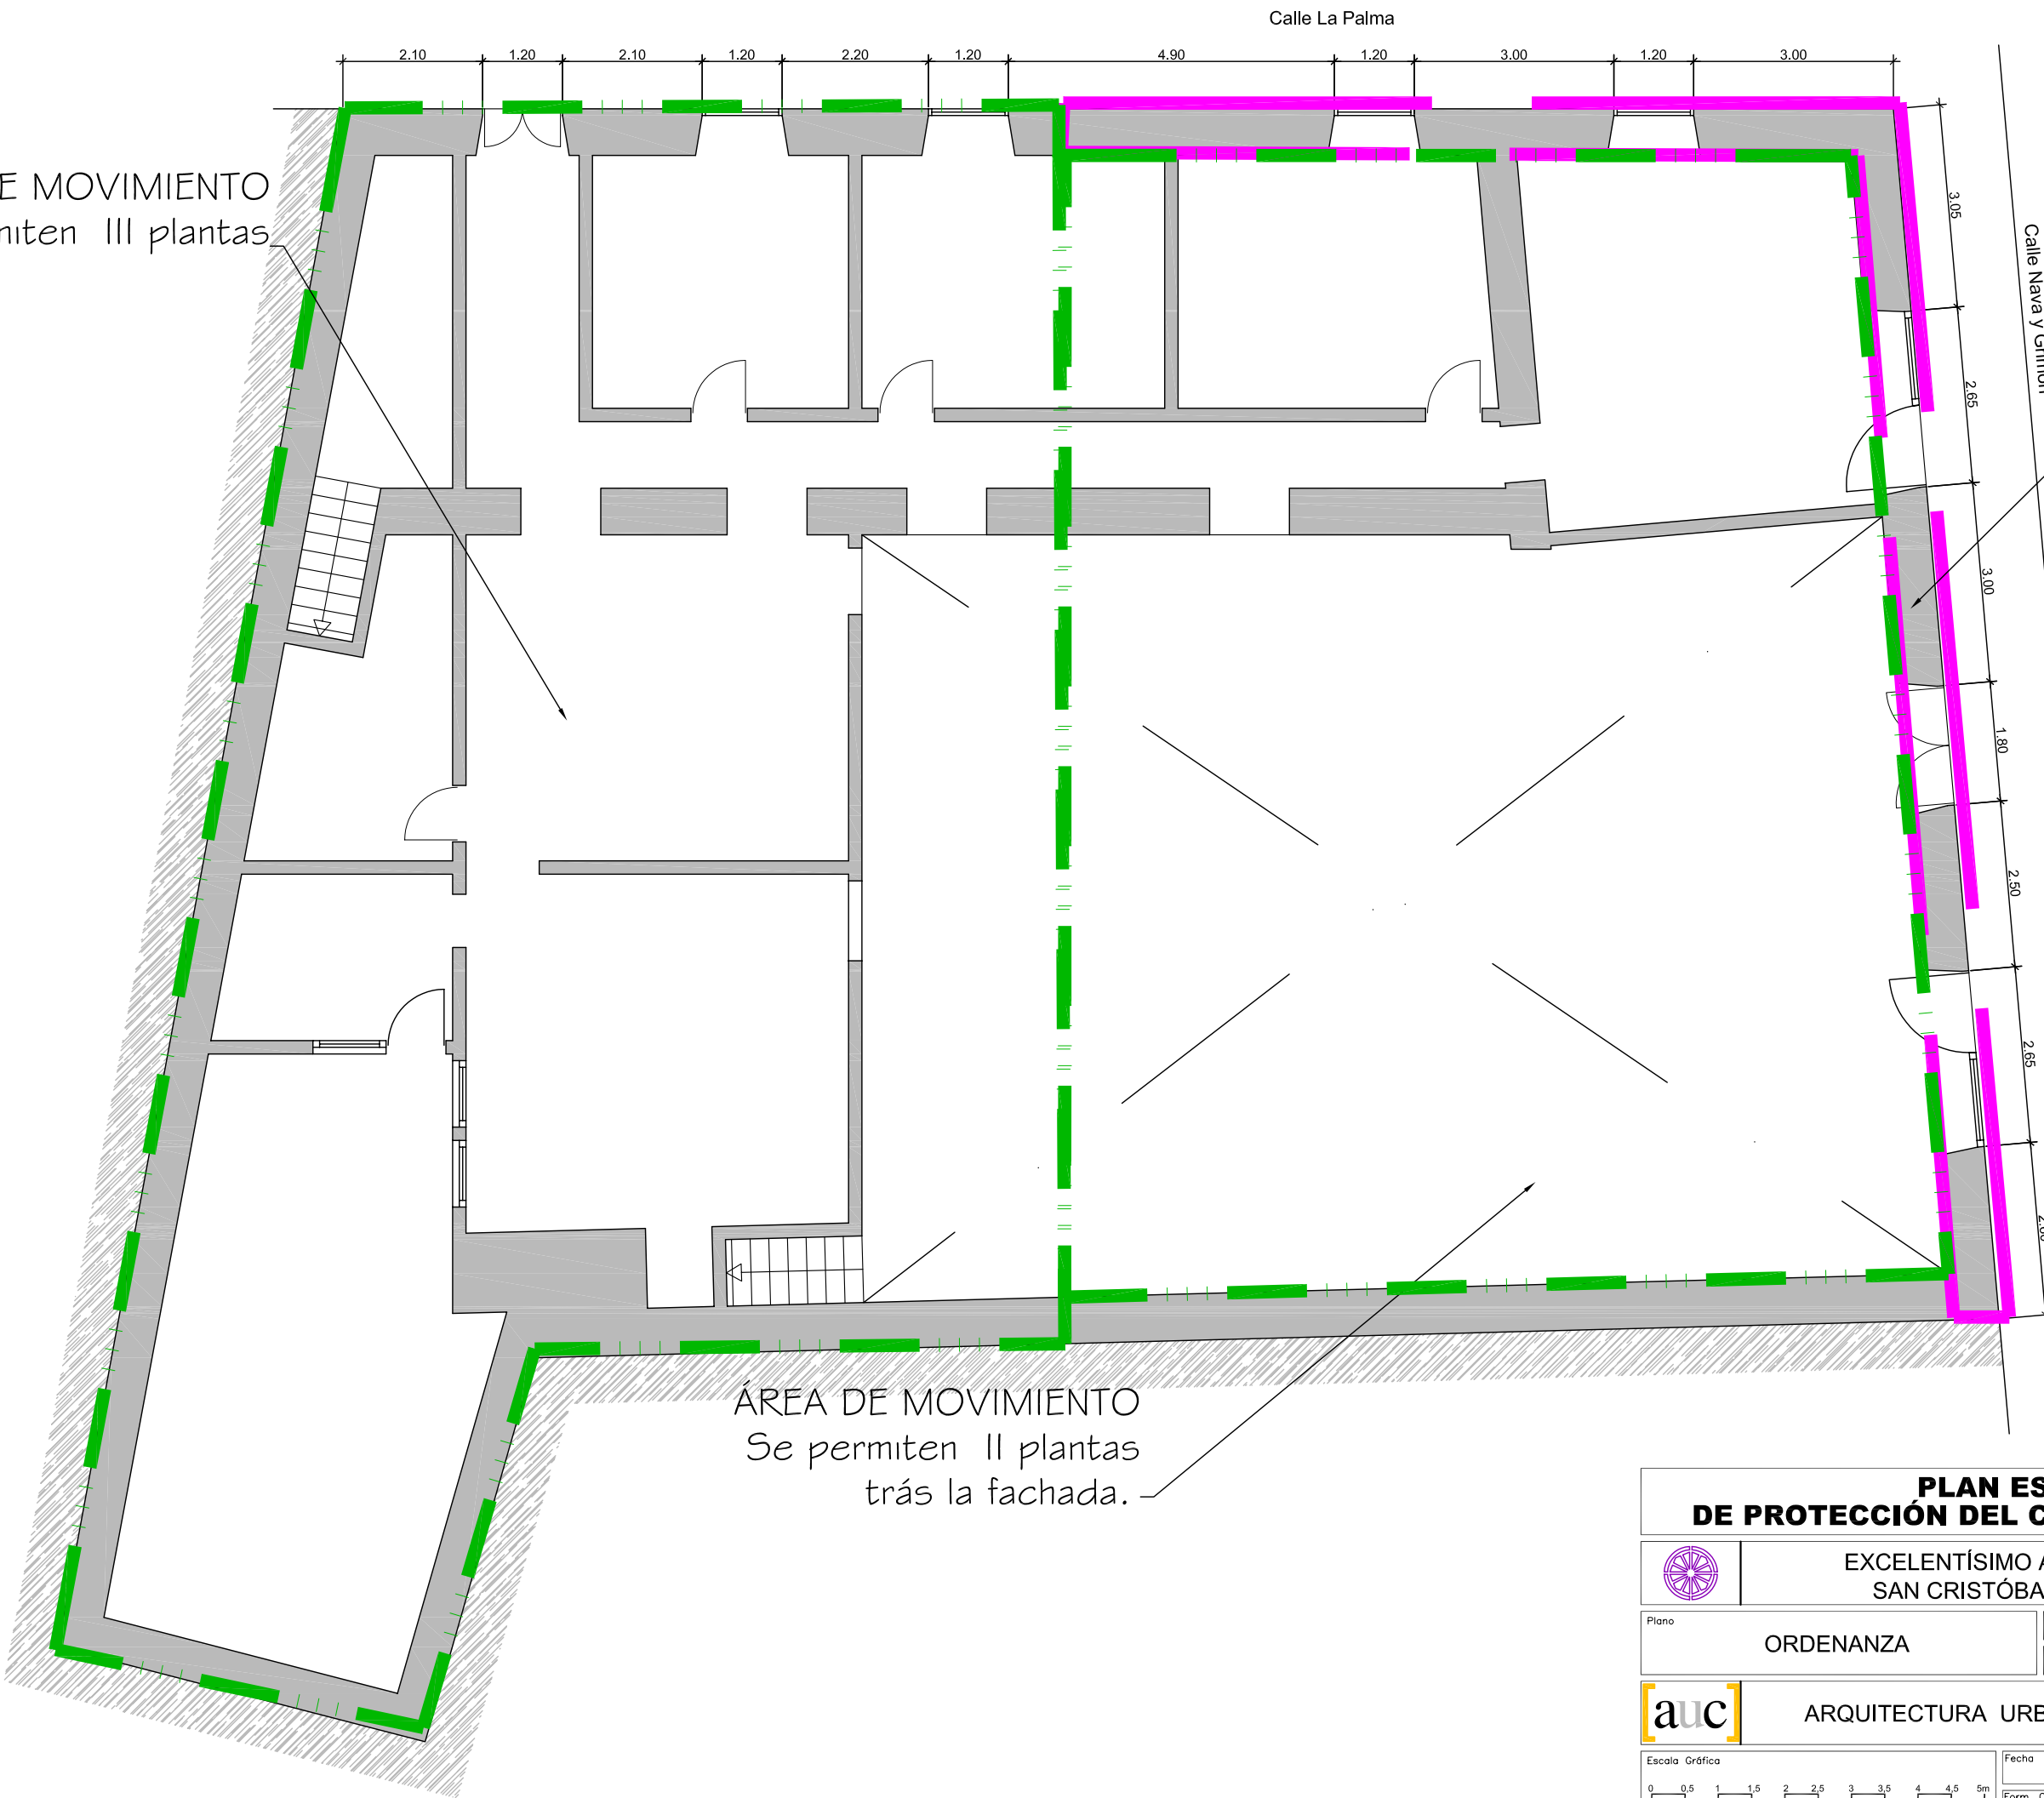 Calle La Palma
2.10 1.20 2.10 1.20 2.20 1.20 4.90 1.20 3.00 1.20 3.00
E MOVIMIENTO
miten III plantas
3.05
Calle Nava y Grimón
2.65
3.00
1.80
2.50
2.65
ÁREA DE MOVIMIENTO
Se permiten II plantas
trás la fachada.
PLAN ES
DE PROTECCIÓN DEL C
EXCELENTÍSIMO A
SAN CRISTÓBA
Plano
ORDENANZA
auc
ARQUITECTURA URB
Escala Gráfica
Fecha
0 0,5 1 1,5 2 2,5 3 3,5 4 4,5 5m
Form